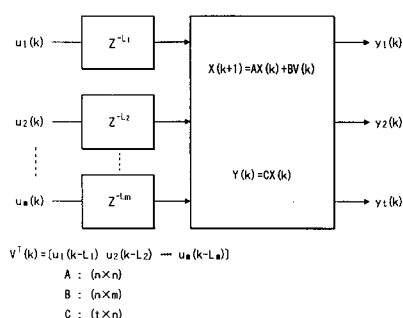 u₁(k) Z⁻ᴸ¹ y₁(k)
X(k+1)=AX(k)+BV(k)
u₂(k) Z⁻ᴸ² y₂(k)
Y(k)=CX(k)
uₘ(k) Z⁻ᴸᵐ yt(k)
Vᵀ(k)=[u₁(k-L₁) u₂(k-L₂) ┄ uₘ(k-Lₘ)]
A : (n×n)
B : (n×m)
C : (t×n)